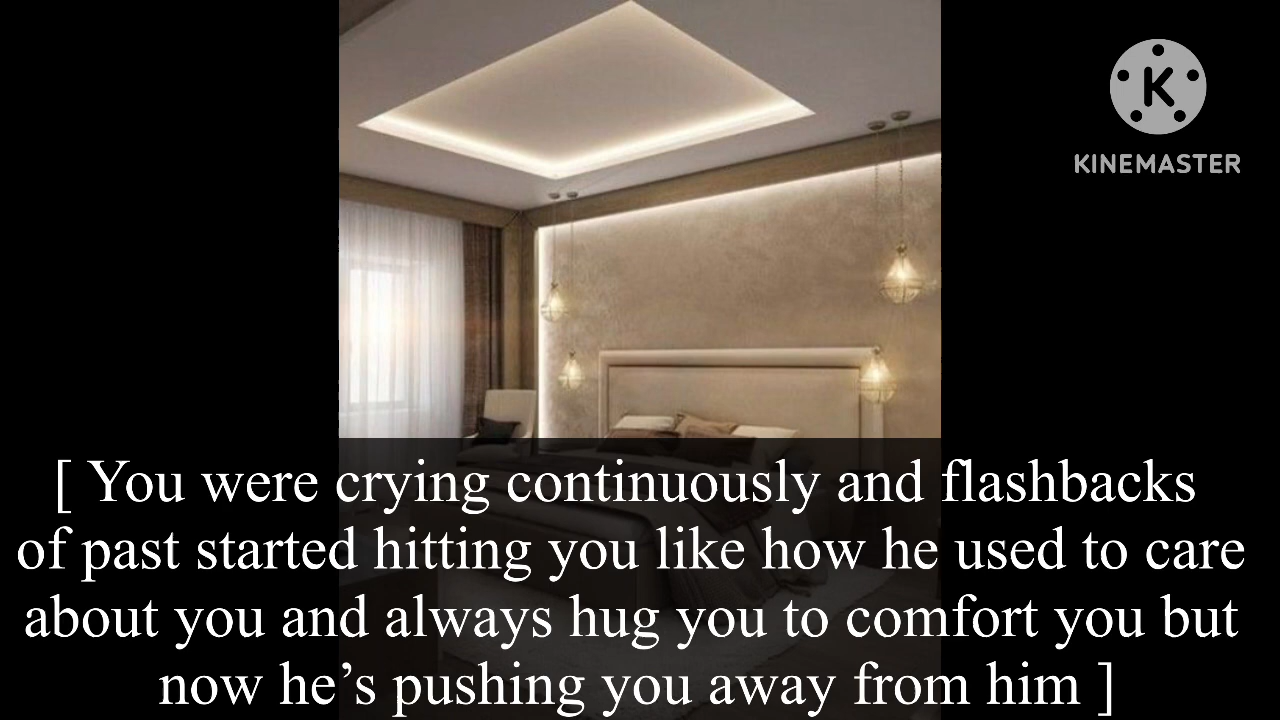 KINEMASTER
[ You were crying continuously and flashbacks
of past started hitting you like how he used to care
about you and always hug you to comfort you but
now he’s pushing you away from him ]